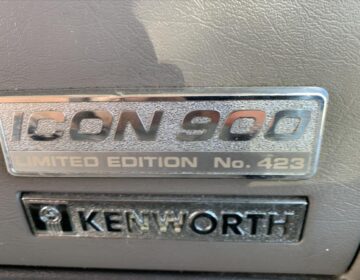 ICON 900
LIMITED EDITION No. 423
KENWORTH